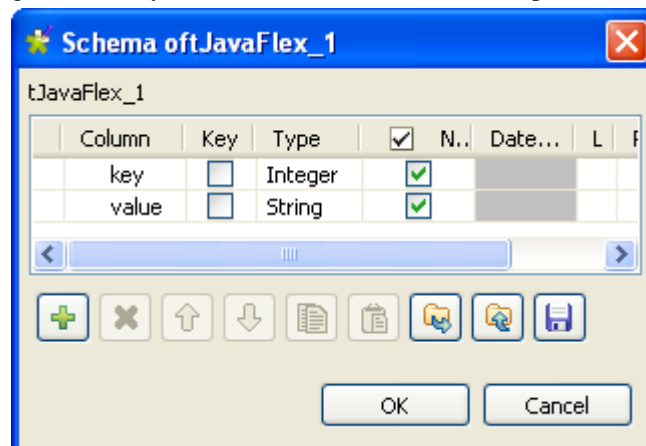 Schema oftJavaFlex_1
tJavaFlex_1
Column Key Type N.. Date... L
key Integer
value String
OK Cancel